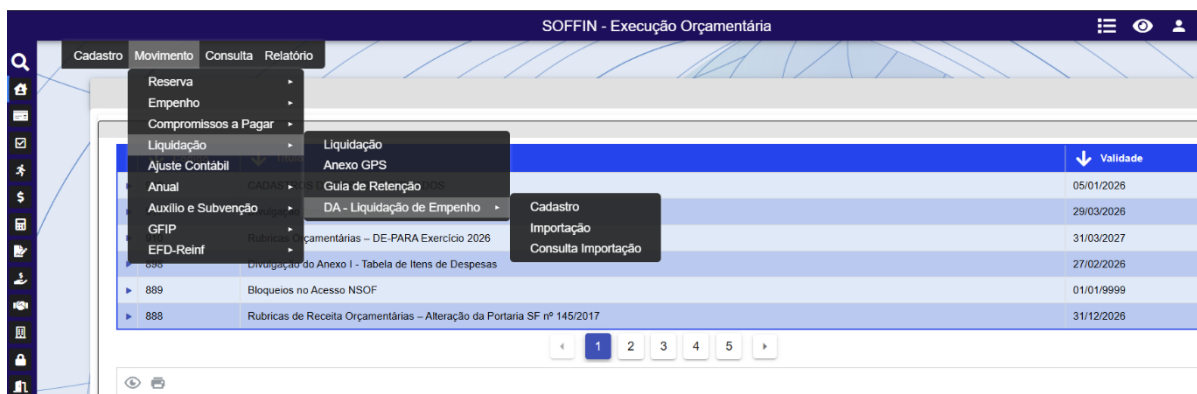 SOFFIN - Execução Orçamentária
Cadastro Movimento Consulta Relatório
Reserva
Empenho
Compromissos a Pagar
Liquidação
Ajuste Contábil
Anual
Auxílio e Subvenção
GFIP
EFD-Reinf
Liquidação
Anexo GPS
Guia de Retenção
DA - Liquidação de Empenho
Cadastro
Importação
Consulta Importação
Validade
05/01/2026
29/03/2026
Rubricas Orçamentárias – DE-PARA Exercício 2026 31/03/2027
898 Divulgação do Anexo I - Tabela de Itens de Despesas 27/02/2026
889 Bloqueios no Acesso NSOF 01/01/9999
888 Rubricas de Receita Orçamentárias – Alteração da Portaria SF nº 145/2017 31/12/2026
1 2 3 4 5